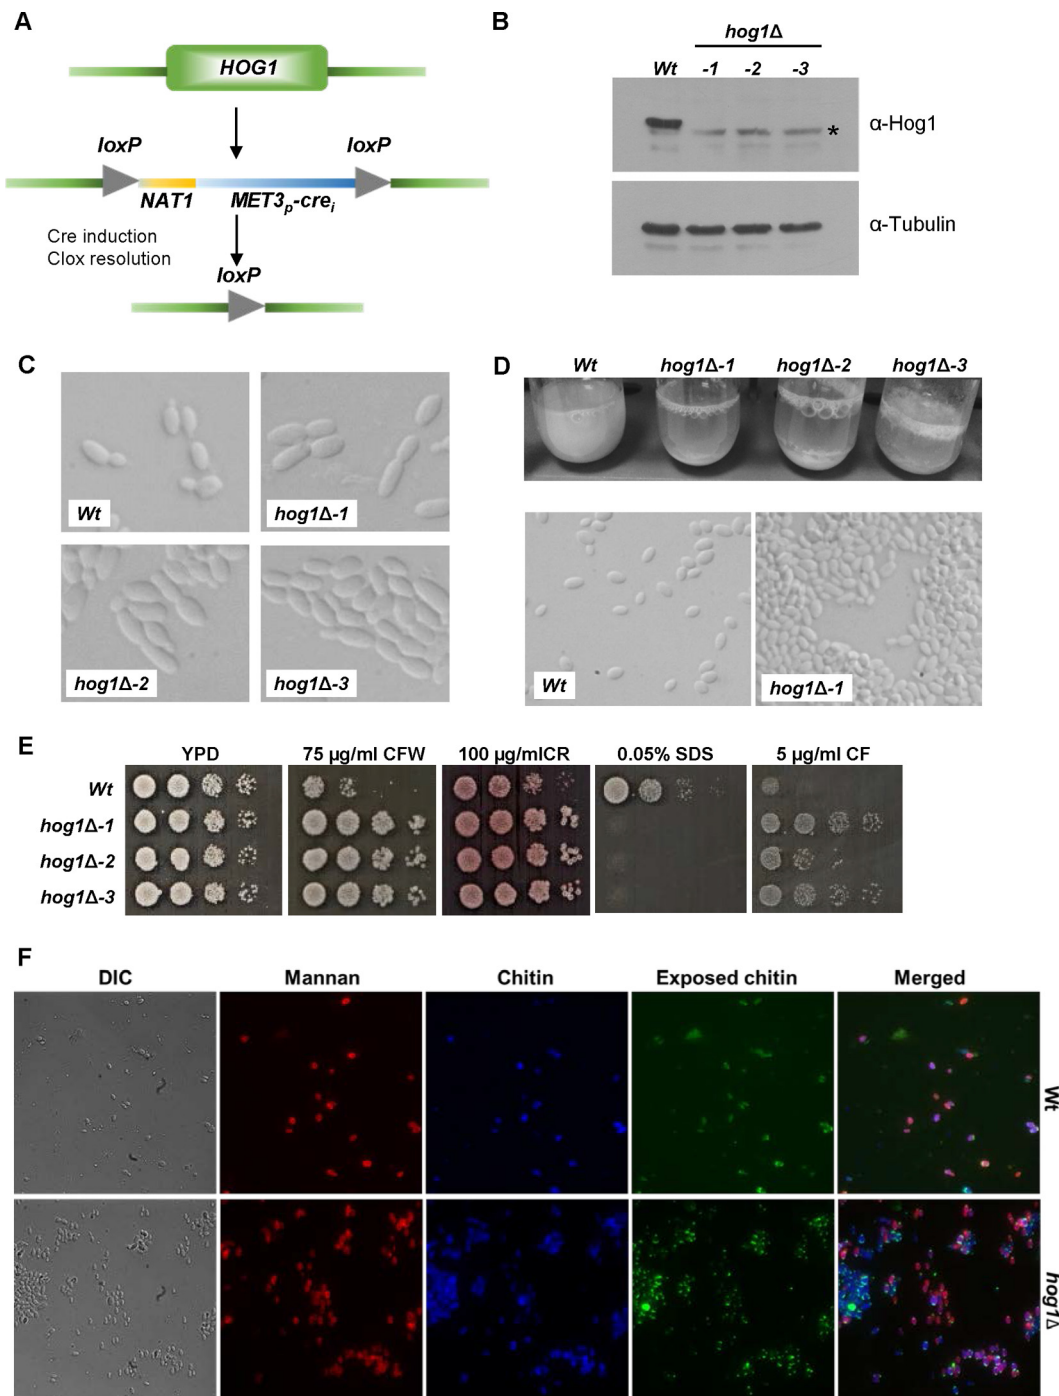 A
HOG1
loxP loxP
NAT1 MET3p-crei
Cre induction
Clox resolution
loxP
B
hog1Δ
Wt -1 -2 -3
* α-Hog1
α-Tubulin
C
Wt
hog1Δ-1
hog1Δ-2
hog1Δ-3
D
Wt hog1Δ-1 hog1Δ-2 hog1Δ-3
Wt
hog1Δ-1
E
YPD 75 µg/ml CFW 100 µg/mlCR 0.05% SDS 5 µg/ml CF
Wt
hog1Δ-1
hog1Δ-2
hog1Δ-3
F
DIC Mannan Chitin Exposed chitin Merged
Wt
hog1Δ